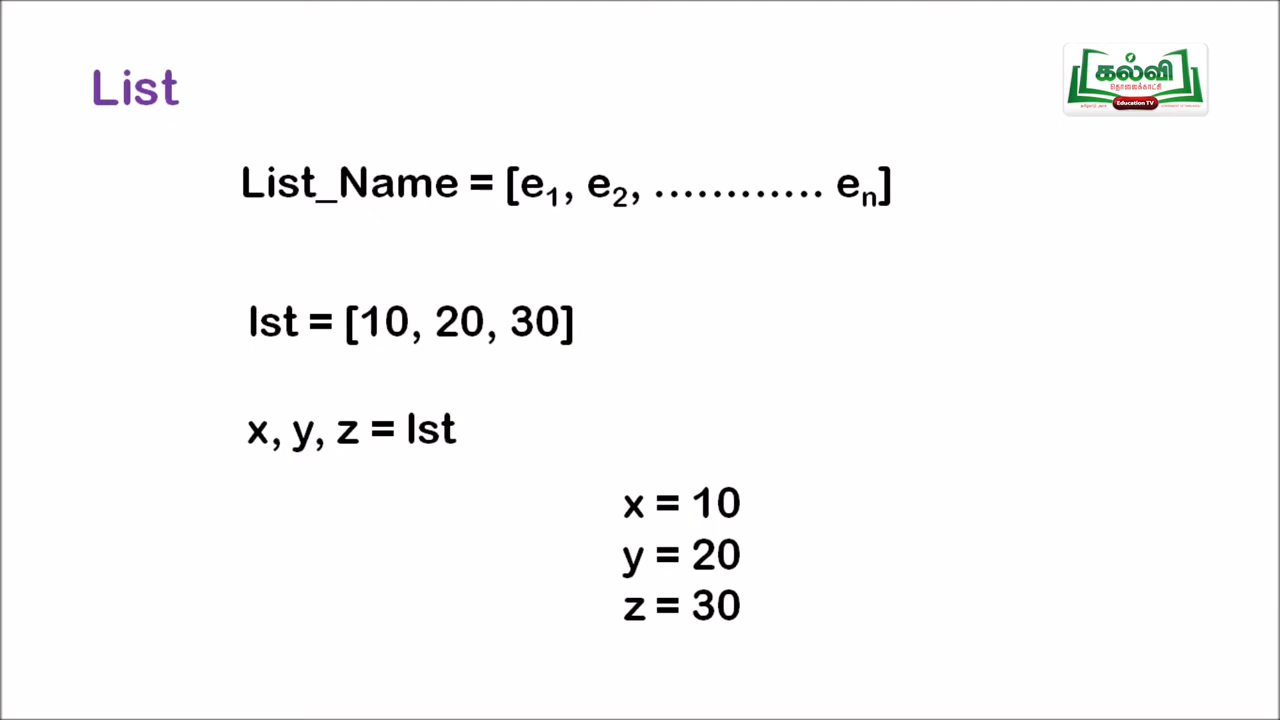 List
கல்வி
தொலைக்காட்சி
Education TV
List_Name = [e1, e2, ............ en]
lst = [10, 20, 30]
x, y, z = lst
x = 10
y = 20
z = 30